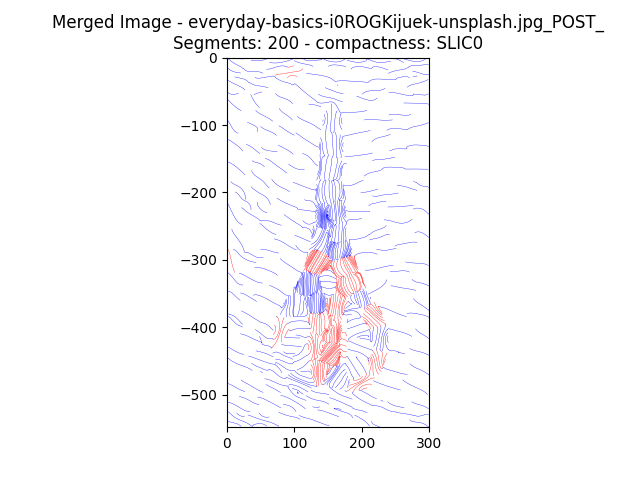 Merged Image - everyday-basics-i0ROGKijuek-unsplash.jpg_POST_
Segments: 200 - compactness: SLIC0
0
−100
−200
−300
−400
−500
0 100 200 300